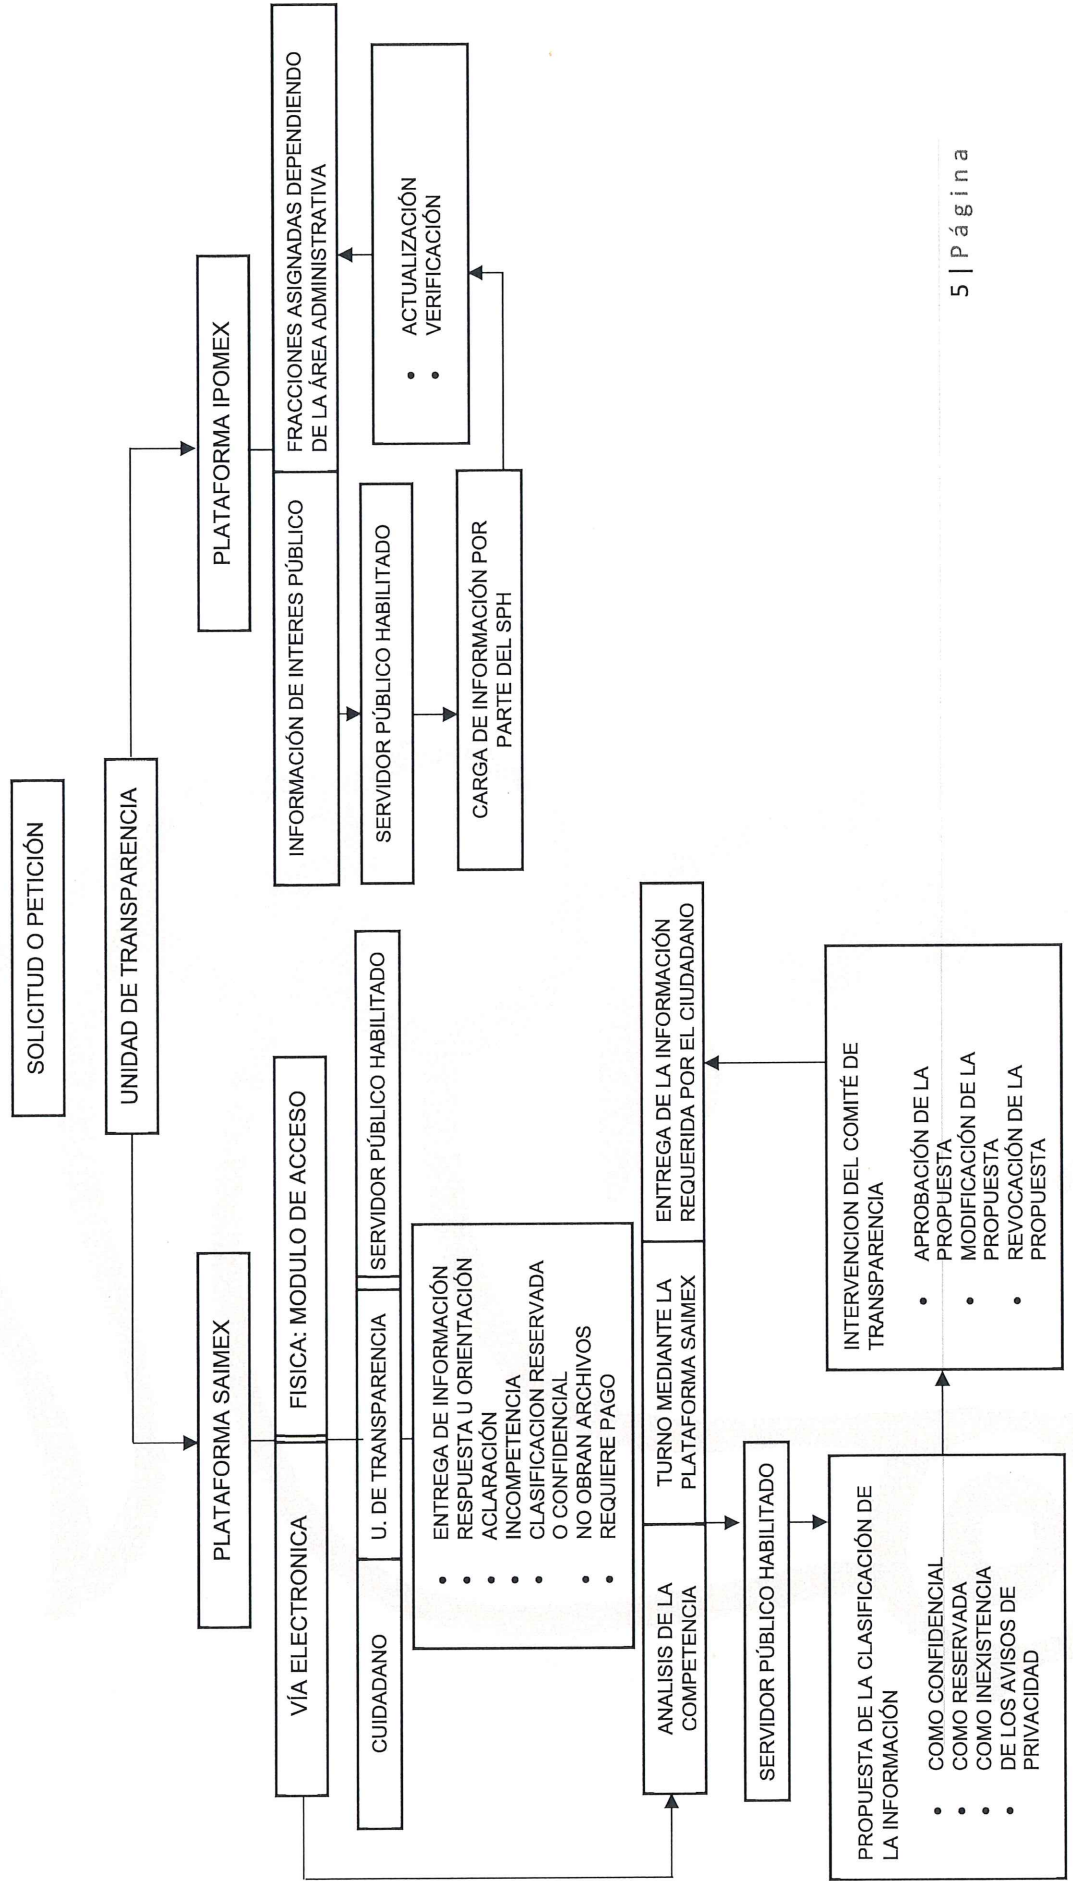 SOLICITUD O PETICIÓN
UNIDAD DE TRANSPARENCIA
PLATAFORMA SAIMEX
PLATAFORMA IPOMEX
VÍA ELECTRONICA
FISICA: MODULO DE ACCESO
INFORMACIÓN DE INTERES PÚBLICO
FRACCIONES ASIGNADAS DEPENDIENDO
DE LA ÁREA ADMINISTRATIVA
CUIDADANO
U. DE TRANSPARENCIA
SERVIDOR PÚBLICO HABILITADO
SERVIDOR PÚBLICO HABILITADO
• ACTUALIZACIÓN
• VERIFICACIÓN
• ENTREGA DE INFORMACIÓN
• RESPUESTA U ORIENTACIÓN
• ACLARACIÓN
• INCOMPETENCIA
• CLASIFICACION RESERVADA
O CONFIDENCIAL
• NO OBRAN ARCHIVOS
• REQUIERE PAGO
CARGA DE INFORMACIÓN POR
PARTE DEL SPH
ANALISIS DE LA
COMPETENCIA
TURNO MEDIANTE LA
PLATAFORMA SAIMEX
ENTREGA DE LA INFORMACIÓN
REQUERIDA POR EL CIUDADANO
SERVIDOR PÚBLICO HABILITADO
PROPUESTA DE LA CLASIFICACIÓN DE
LA INFORMACIÓN
• COMO CONFIDENCIAL
• COMO RESERVADA
• COMO INEXISTENCIA
• DE LOS AVISOS DE
PRIVACIDAD
INTERVENCION DEL COMITÉ DE
TRANSPARENCIA
• APROBACIÓN DE LA
PROPUESTA
• MODIFICACIÓN DE LA
PROPUESTA
• REVOCACIÓN DE LA
PROPUESTA
5 | Página